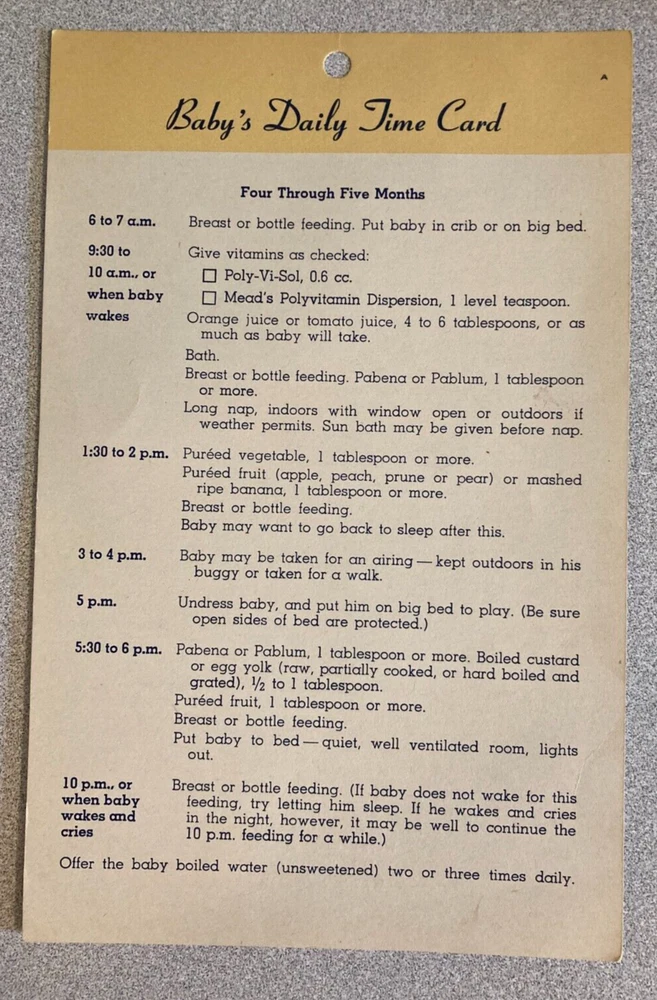 A
Baby's Daily Time Card
Four Through Five Months
6 to 7 a.m. Breast or bottle feeding. Put baby in crib or on big bed.
9:30 to Give vitamins as checked:
10 a.m., or ☐ Poly-Vi-Sol, 0.6 cc.
when baby ☐ Mead's Polyvitamin Dispersion, 1 level teaspoon.
wakes Orange juice or tomato juice, 4 to 6 tablespoons, or as
much as baby will take.
Bath.
Breast or bottle feeding. Pabena or Pablum, 1 tablespoon
or more.
Long nap, indoors with window open or outdoors if
weather permits. Sun bath may be given before nap.
1:30 to 2 p.m. Puréed vegetable, 1 tablespoon or more.
Puréed fruit (apple, peach, prune or pear) or mashed
ripe banana, 1 tablespoon or more.
Breast or bottle feeding.
Baby may want to go back to sleep after this.
3 to 4 p.m. Baby may be taken for an airing — kept outdoors in his
buggy or taken for a walk.
5 p.m. Undress baby, and put him on big bed to play. (Be sure
open sides of bed are protected.)
5:30 to 6 p.m. Pabena or Pablum, 1 tablespoon or more. Boiled custard
or egg yolk (raw, partially cooked, or hard boiled and
grated), 1/2 to 1 tablespoon.
Puréed fruit, 1 tablespoon or more.
Breast or bottle feeding.
Put baby to bed — quiet, well ventilated room, lights
out.
10 p.m., or Breast or bottle feeding. (If baby does not wake for this
when baby feeding, try letting him sleep. If he wakes and cries
wakes and in the night, however, it may be well to continue the
cries 10 p.m. feeding for a while.)
Offer the baby boiled water (unsweetened) two or three times daily.